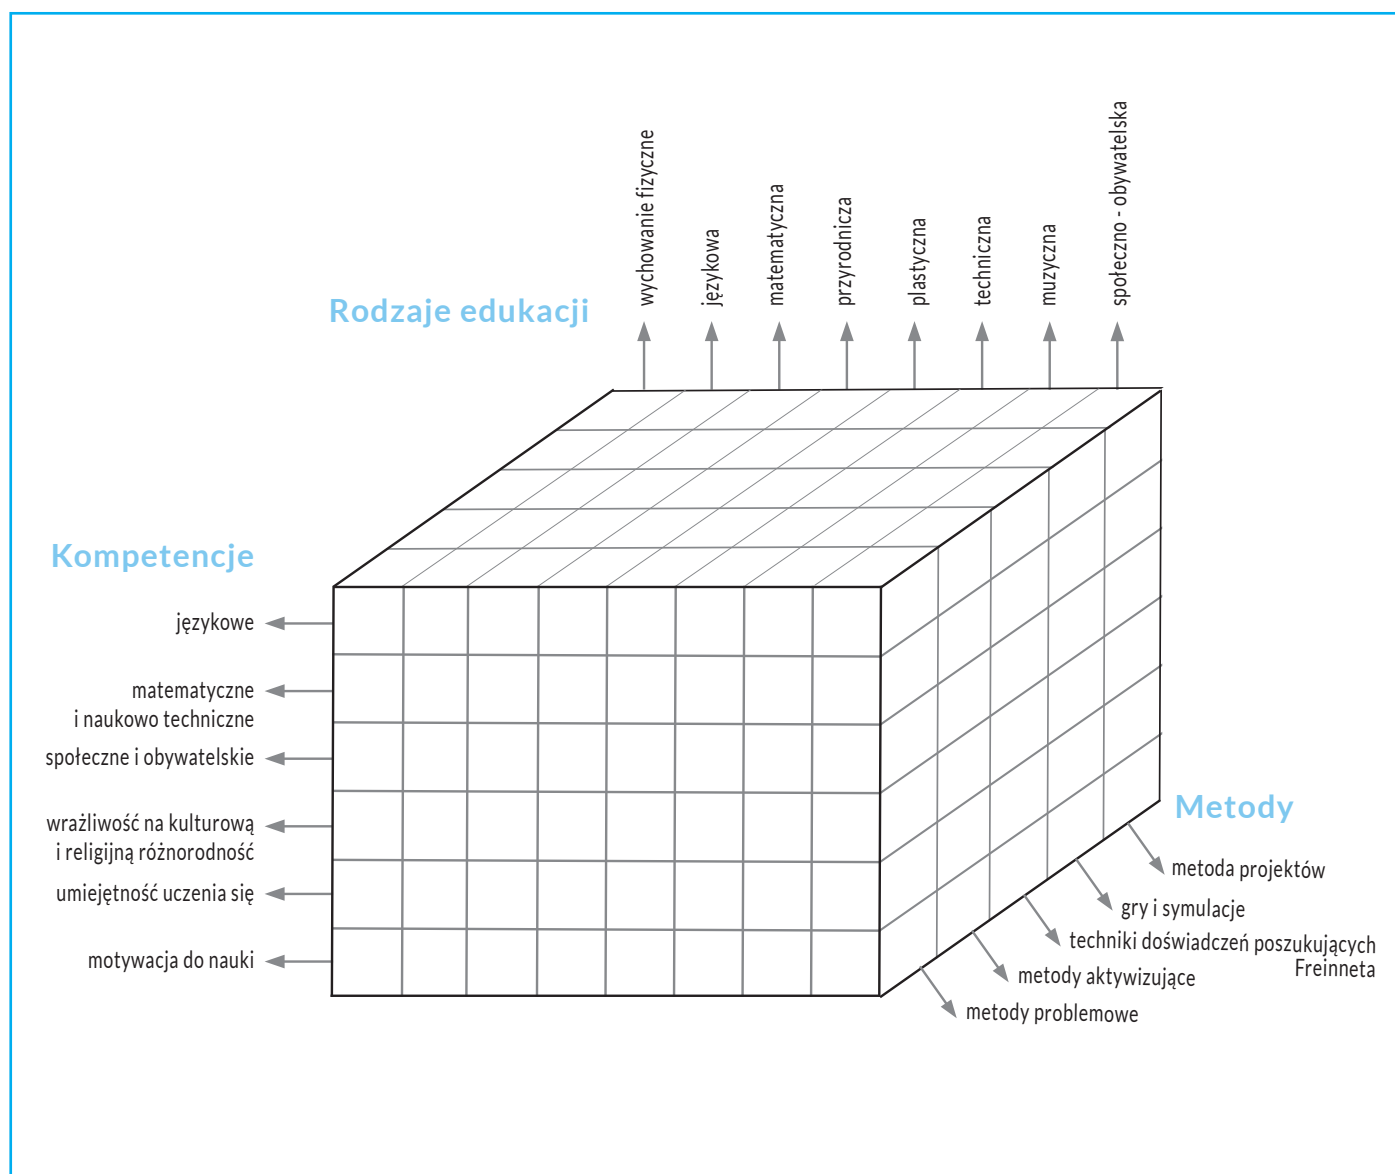 wychowanie fizyczne
językowa
matematyczna
przyrodnicza
plastyczna
techniczna
muzyczna
społeczno - obywatelska
Rodzaje edukacji
Kompetencje
językowe
matematyczne
i naukowo techniczne
społeczne i obywatelskie
wrażliwość na kulturową
i religijną różnorodność
umiejętność uczenia się
motywacja do nauki
Metody
metoda projektów
gry i symulacje
techniki doświadczeń poszukujących
Freinneta
metody aktywizujące
metody problemowe